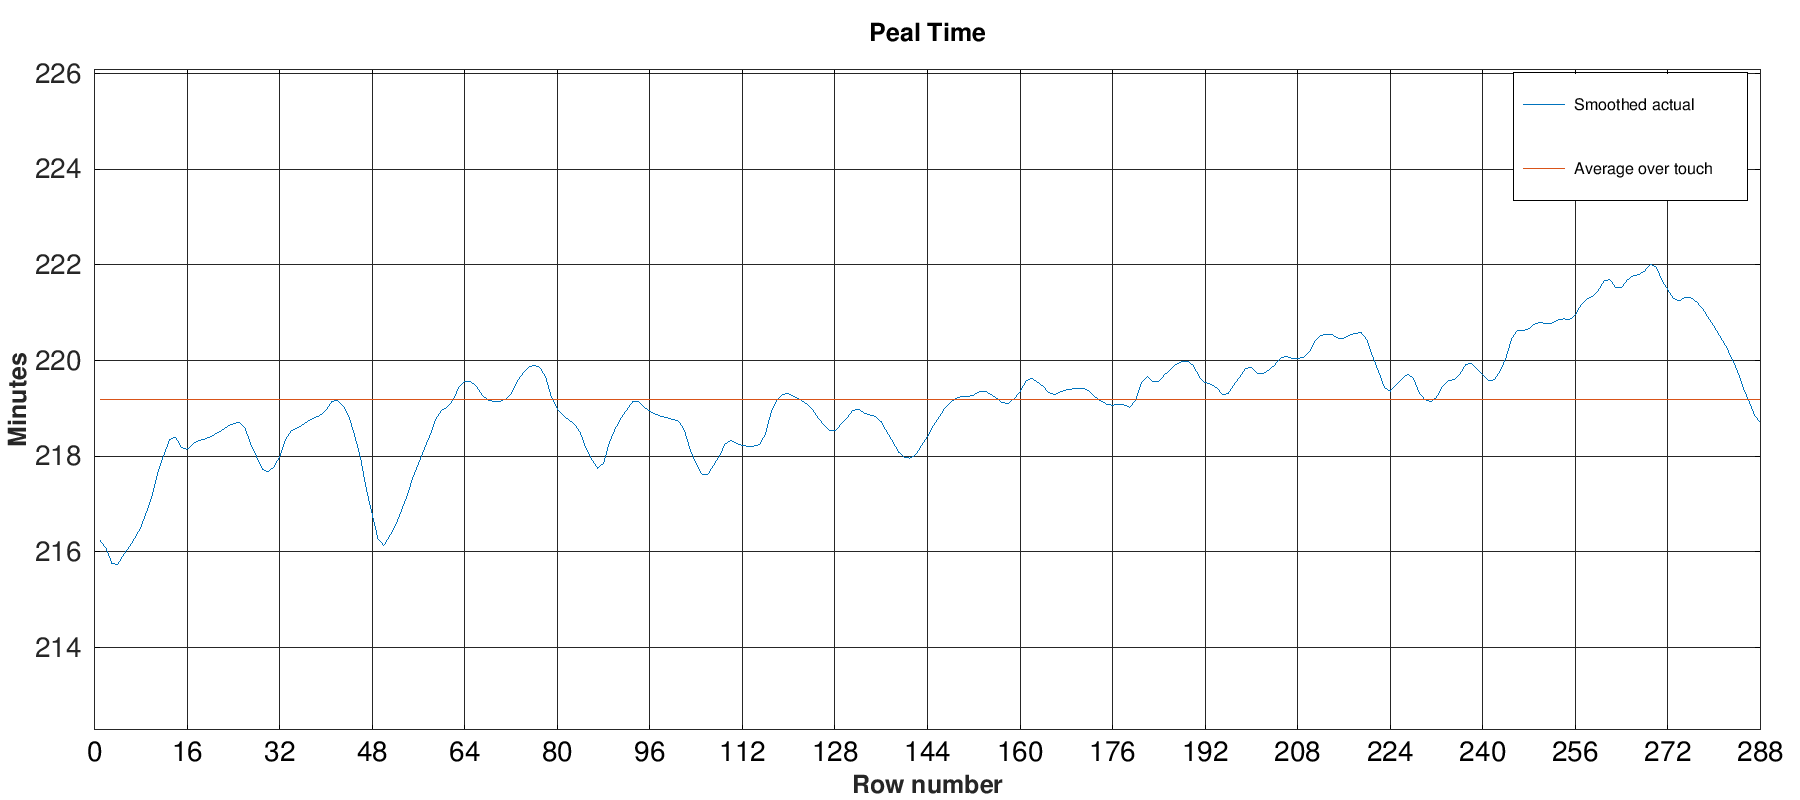 Peal Time
226
224
222
220
218
216
214
Minutes
Smoothed actual
Average over touch
0 16 32 48 64 80 96 112 128 144 160 176 192 208 224 240 256 272 288
Row number